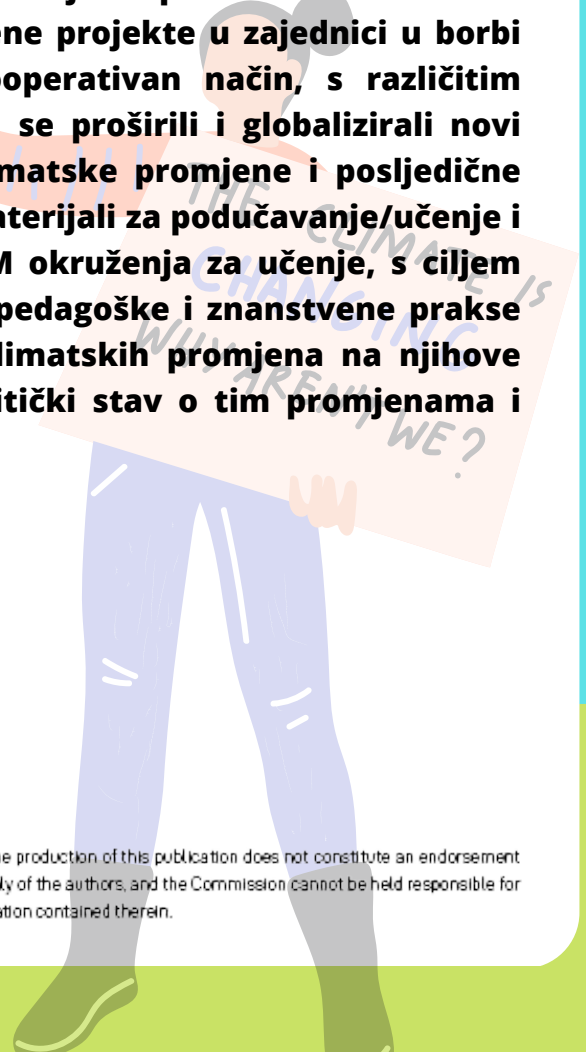 ene projekte u zajednici u borbi
ooperativan način, s različitim
se proširili i globalizirali novi
matske promjene i posljedične
aterijali za podučavanje/učenje i
M okruženja za učenje, s ciljem
pedagoške i znanstvene prakse
limatskih promjena na njihove
itički stav o tim promjenama i
THE CLIMATE IS
CHANGING
WHY AREN'T WE?
e production of this publication does not constitute an endorsement
ly of the authors, and the Commission cannot be held responsible for
ation contained therein.